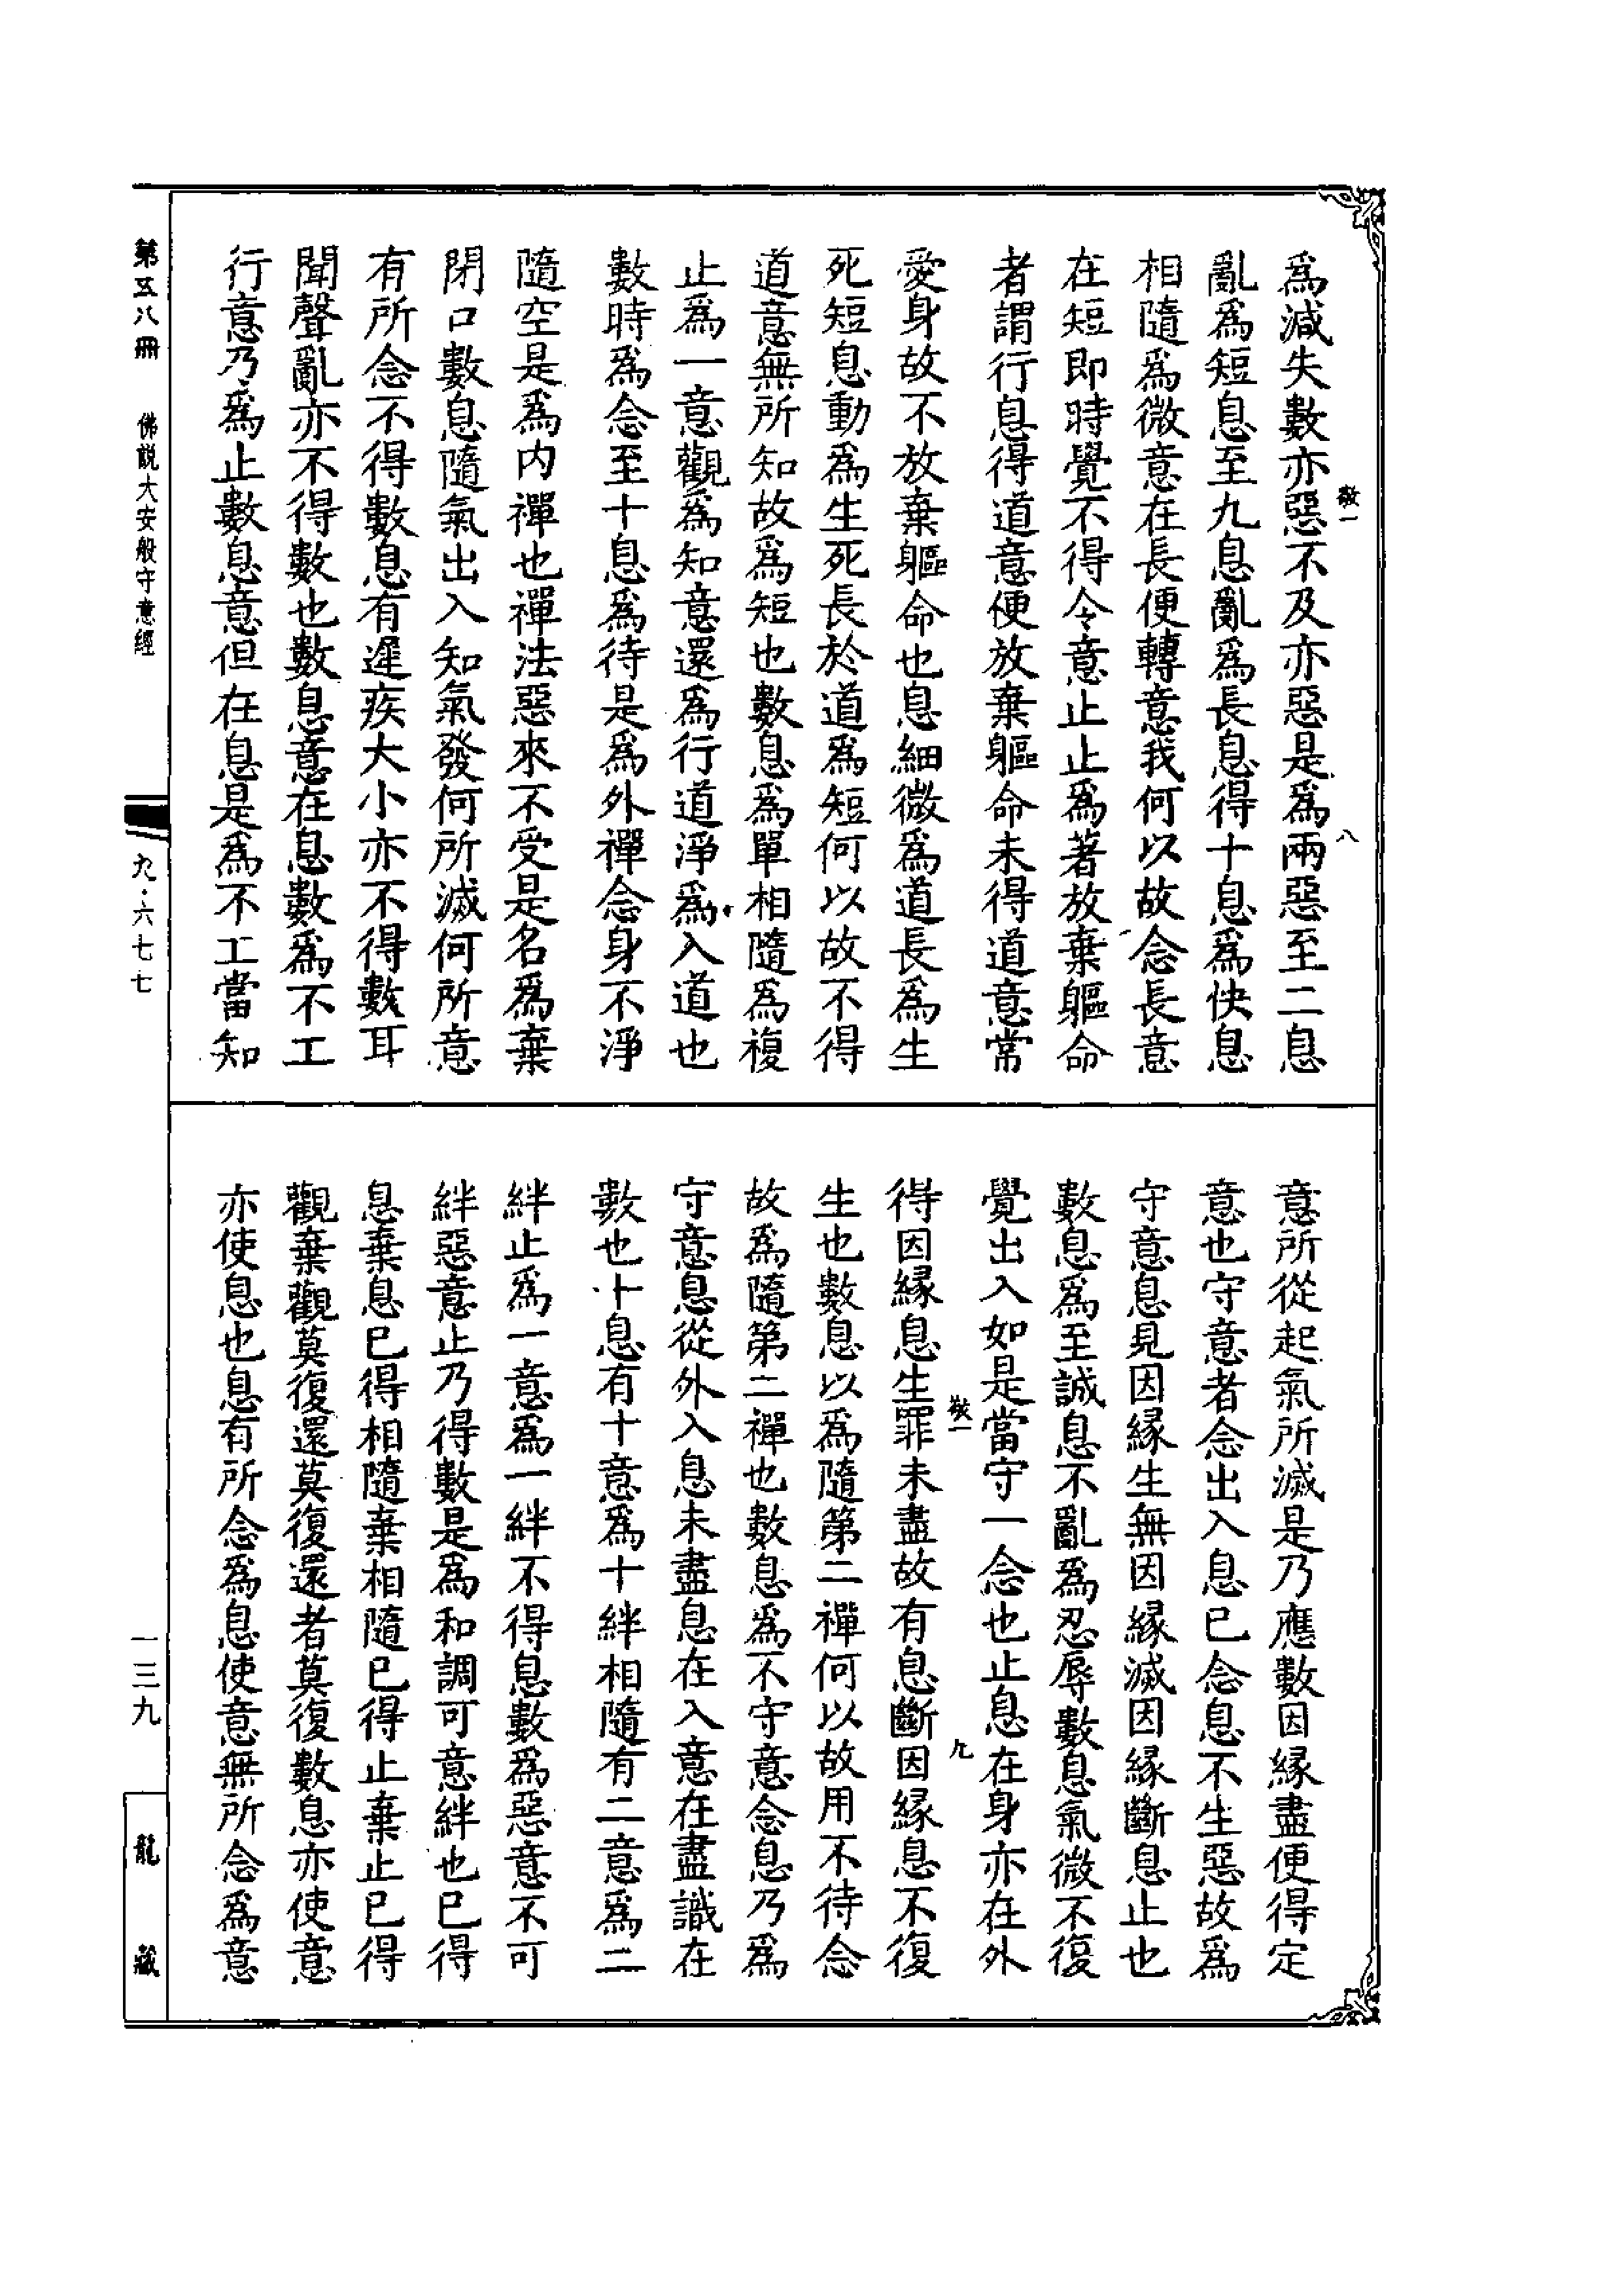 敬一
八
爲減失數亦惡不及亦惡是爲兩惡至二息
亂爲短息至九息亂爲長息得十息爲快息
相隨爲微意在長便轉意我何以故念長意
在短即時覺不得令意止止爲著放棄軀命
者謂行息得道意便放棄軀命未得道意常
愛身故不放棄軀命也息細微爲道長爲生
死短息動爲生死長於道爲短何以故不得
道意無所知故爲短也數息爲單相隨爲複
止爲一意觀爲知意還爲行道淨爲入道也
數時爲念至十息爲待是爲外禪念身不淨
隨空是爲内禪也禪法惡來不受是名爲棄
閉口數息隨氣出入知氣發何所滅何所意
有所念不得數息有遲疾大小亦不得數耳
聞聲亂亦不得數也數息意在息數爲不工
行意乃爲止數息意但在息是爲不工當知
意所從起氣所滅是乃應數因緣盡便得定
意也守意者念出入息已念息不生惡故爲
守意息見因緣生無因緣滅因緣斷息止也
數息爲至誠息不亂爲忍辱數息氣微不復
覺出入如是當守一念也止息在身亦在外
敬一
九
得因緣息生罪未盡故有息斷因緣息不復
生也數息以爲隨第二禪何以故用不待念
故爲隨第二禪也數息爲不守意念息乃爲
守意息從外入息未盡息在入意在盡識在
數也十息有十意爲十絆相隨有二意爲二
絆止爲一意爲一絆不得息數爲惡意不可
絆惡意止乃得數是爲和調可意絆也已得
息棄息已得相隨棄相隨已得止棄止已得
觀棄觀莫復還莫復還者莫復數息亦使意
亦使息也息有所念爲息使意無所念爲意
第五八冊
佛説大安般守意經
九·六七七
一三九
龍藏